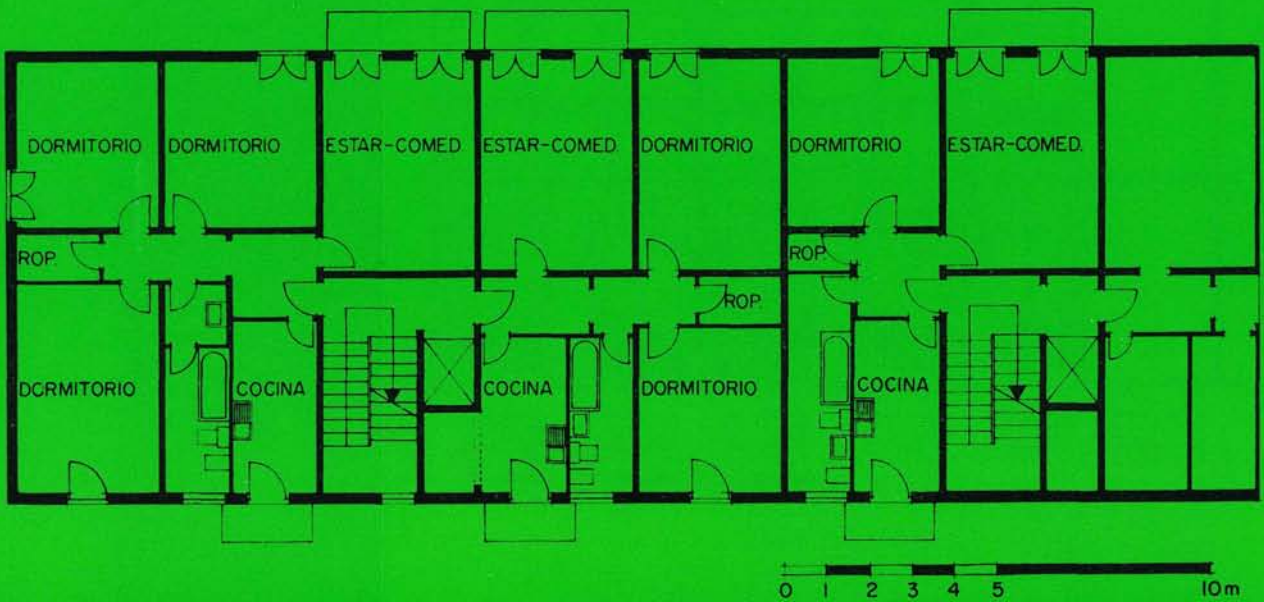 DORMITORIO DORMITORIO ESTAR-COMED. ESTAR-COMED. DORMITORIO DORMITORIO ESTAR-COMED.
ROP. ROP.
ROP.
DORMITORIO COCINA COCINA DORMITORIO COCINA
0 1 2 3 4 5 10m